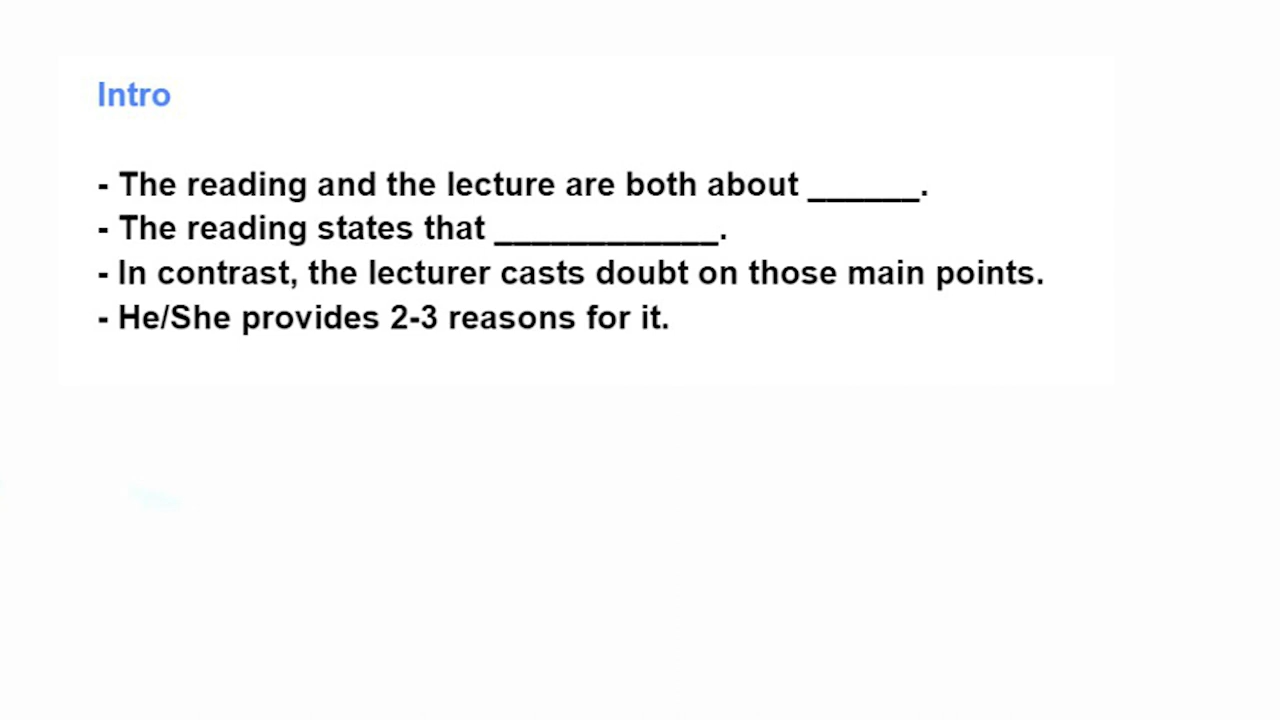 Intro
- The reading and the lecture are both about ______.
- The reading states that ____________.
- In contrast, the lecturer casts doubt on those main points.
- He/She provides 2-3 reasons for it.